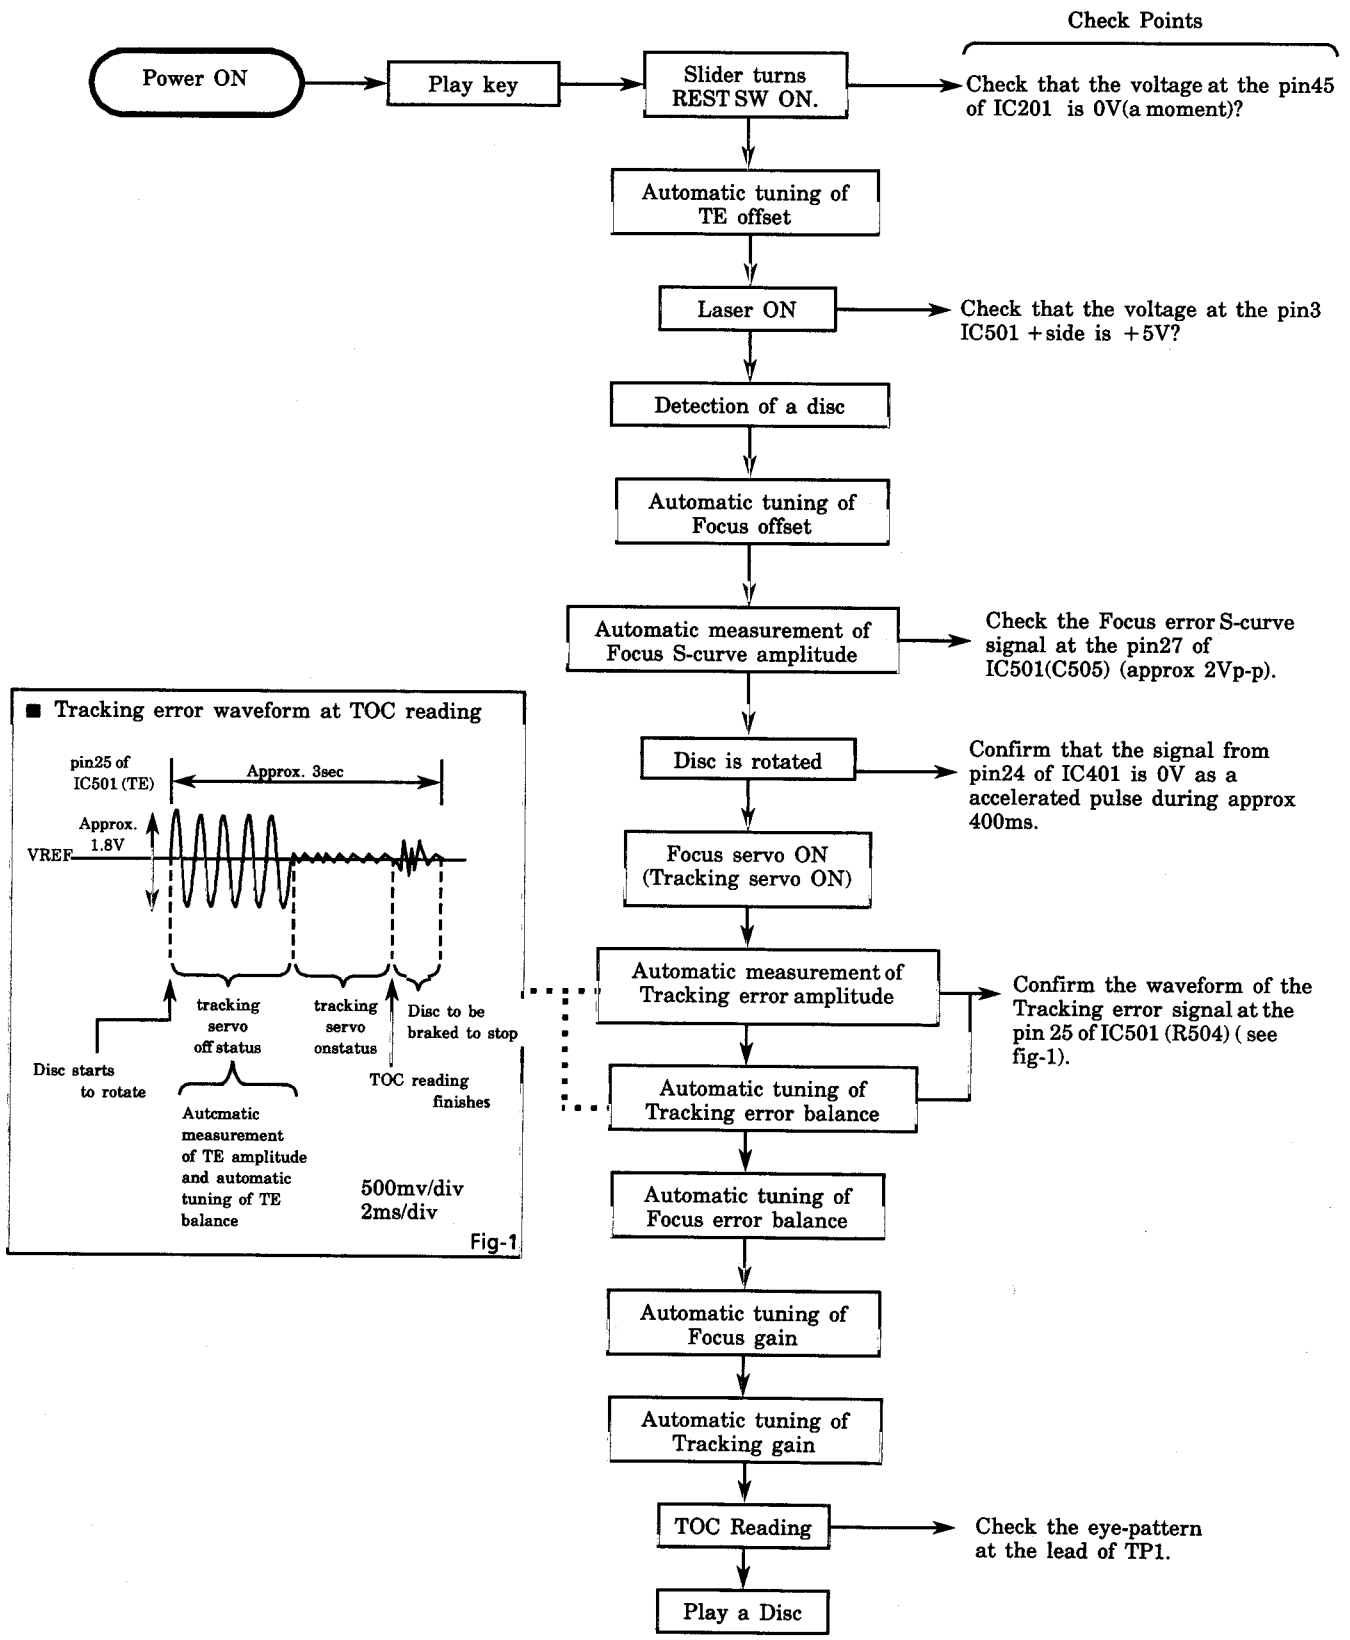 Check Points
Power ON
Play key
Slider turns
REST SW ON.
Check that the voltage at the pin45
of IC201 is 0V(a moment)?
Automatic tuning of
TE offset
Laser ON
Check that the voltage at the pin3
IC501 +side is +5V?
Detection of a disc
Automatic tuning of
Focus offset
Automatic measurement of
Focus S-curve amplitude
Check the Focus error S-curve
signal at the pin27 of
IC501(C505) (approx 2Vp-p).
Disc is rotated
Confirm that the signal from
pin24 of IC401 is 0V as a
accelerated pulse during approx
400ms.
Focus servo ON
(Tracking servo ON)
Automatic measurement of
Tracking error amplitude
Confirm the waveform of the
Tracking error signal at the
pin 25 of IC501 (R504) ( see
fig-1).
Automatic tuning of
Tracking error balance
Automatic tuning of
Focus error balance
Automatic tuning of
Focus gain
Automatic tuning of
Tracking gain
TOC Reading
Check the eye-pattern
at the lead of TP1.
Play a Disc
■ Tracking error waveform at TOC reading
pin25 of
IC501 (TE)
Approx. 3sec
Approx.
1.8V
VREF
tracking
servo
off status
tracking
servo
onstatus
Disc to be
braked to stop
Disc starts
to rotate
TOC reading
finishes
Autcmatic
measurement
of TE amplitude
and automatic
tuning of TE
balance
500mv/div
2ms/div
Fig-1